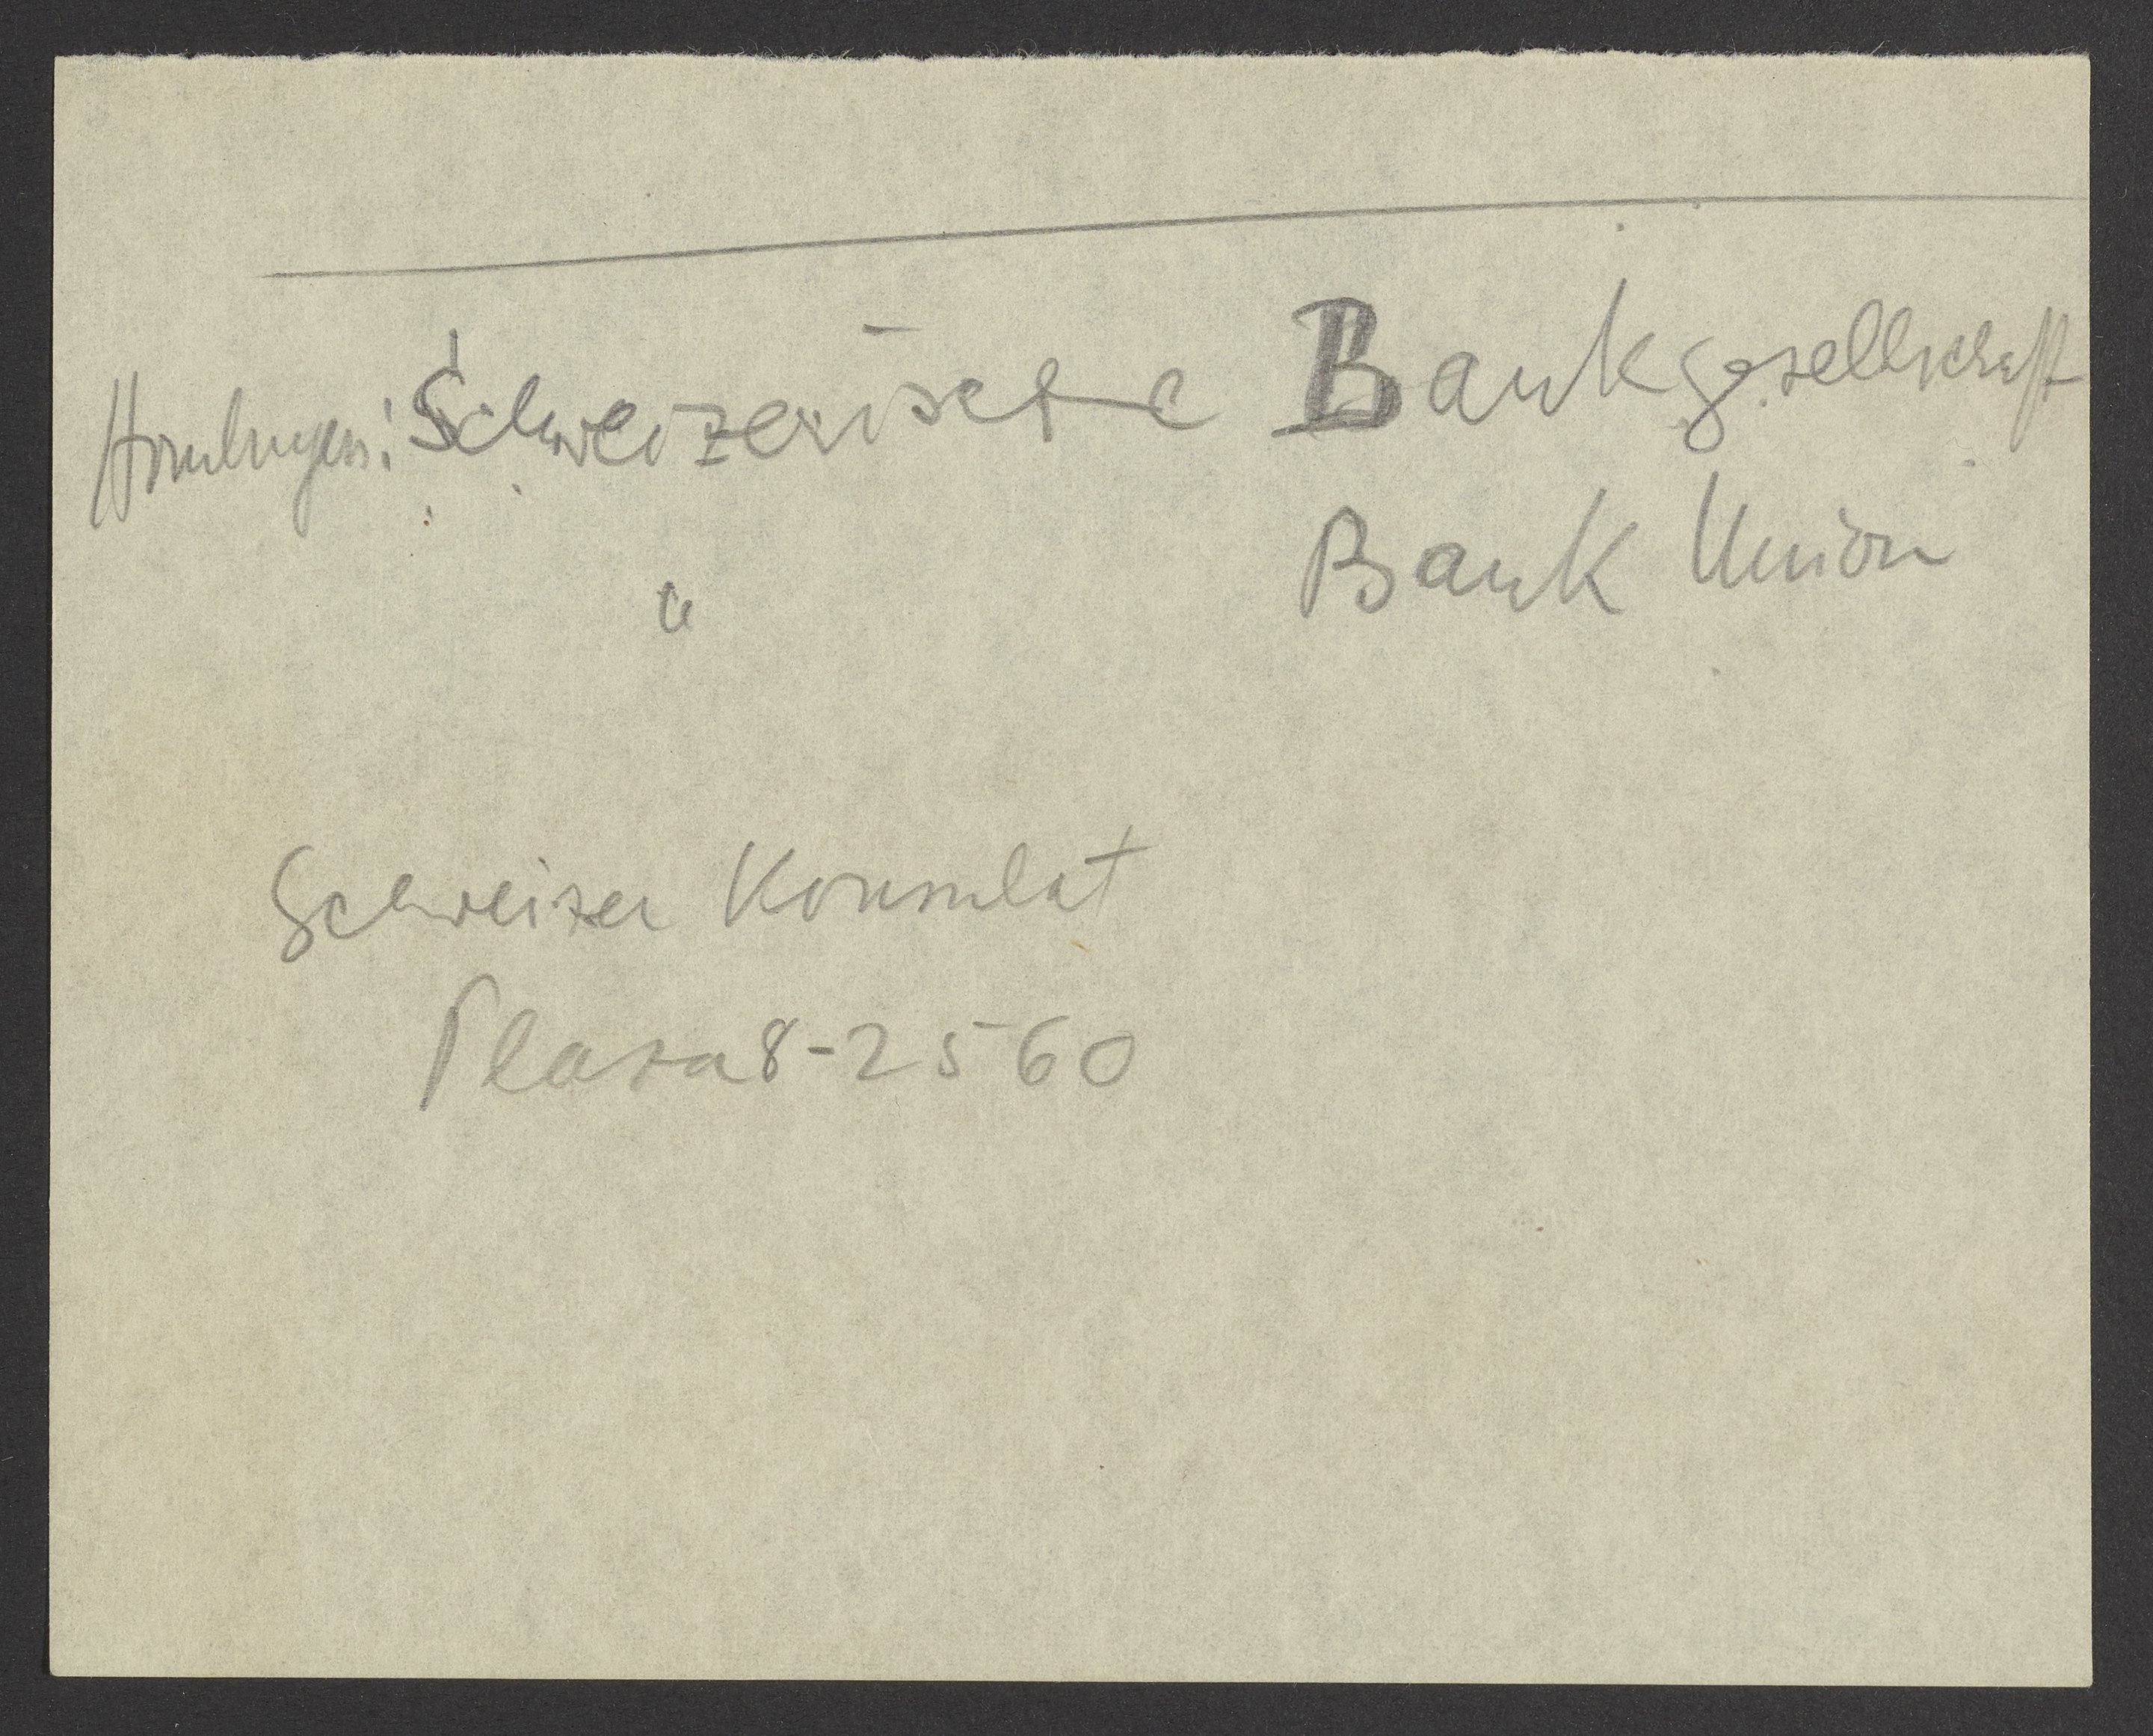 Schweizerische Bankgesellschaft
" Bank Union
Schweizer Konsulat
Plaza 8-2560